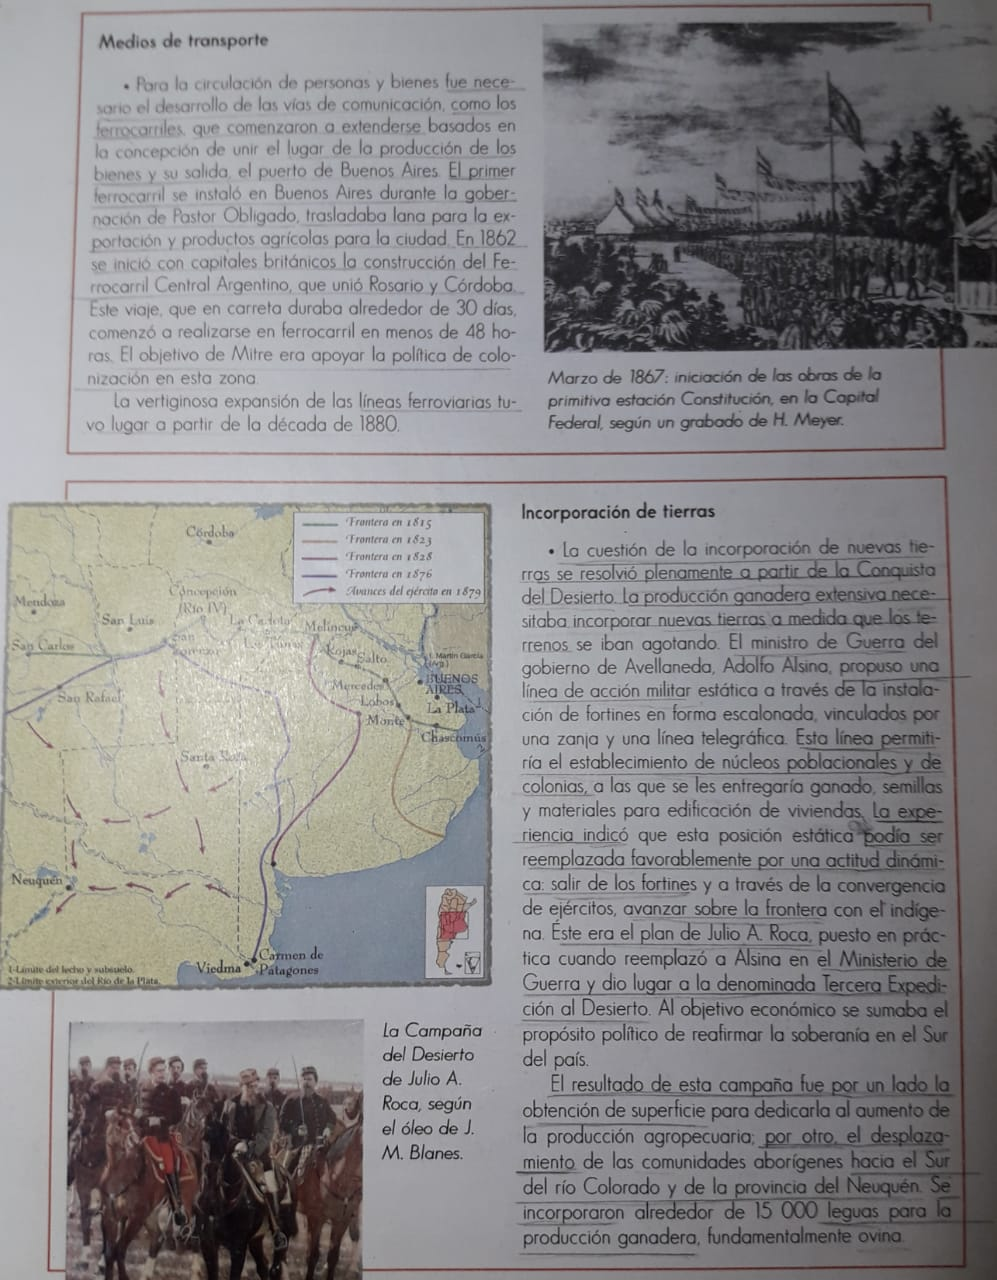 Medios de transporte
• Para la circulación de personas y bienes fue nece-
sario el desarrollo de las vías de comunicación, como los
ferrocarriles, que comenzaron a extenderse basados en
la concepción de unir el lugar de la producción de los
bienes y su salida, el puerto de Buenos Aires. El primer
ferrocarril se instaló en Buenos Aires durante la gober-
nación de Pastor Obligado, trasladaba lana para la ex-
portación y productos agrícolas para la ciudad. En 1862
se inició con capitales británicos la construcción del Fe-
rrocarril Central Argentino, que unió Rosario y Córdoba.
Este viaje, que en carreta duraba alrededor de 30 días,
comenzó a realizarse en ferrocarril en menos de 48 ho-
ras. El objetivo de Mitre era apoyar la política de colo-
nización en esta zona.
La vertiginosa expansión de las líneas ferroviarias tu-
vo lugar a partir de la década de 1880.
Marzo de 1867: iniciación de las obras de la
primitiva estación Constitución, en la Capital
Federal, según un grabado de H. Meyer.
Frontera en 1815
Frontera en 1823
Frontera en 1828
Frontera en 1876
Avances del ejército en 1879
Córdoba
Concepción
(Río IV)
Mendoza
San Luis
La Carlota
Melincué
San Carlos
San
Rojas
Salto
I. Martín García
(Arg.)
Mercedes
BUENOS
AIRES
San Rafael
Lobos
La Plata
Monte
Chascomús
Santa Rosa
Neuquén
Viedma
Carmen de
Patagones
1-Límite del lecho y subsuelo.
2-Límite exterior del Río de la Plata.
La Campaña
del Desierto
de Julio A.
Roca, según
el óleo de J.
M. Blanes.
Incorporación de tierras
• La cuestión de la incorporación de nuevas tie-
rras se resolvió plenamente a partir de la Conquista
del Desierto. La producción ganadera extensiva nece-
sitaba incorporar nuevas tierras a medida que los te-
rrenos se iban agotando. El ministro de Guerra del
gobierno de Avellaneda, Adolfo Alsina, propuso una
línea de acción militar estática a través de la instala-
ción de fortines en forma escalonada, vinculados por
una zanja y una línea telegráfica. Esta línea permiti-
ría el establecimiento de núcleos poblacionales y de
colonias, a las que se les entregaría ganado, semillas
y materiales para edificación de viviendas. La expe-
riencia indicó que esta posición estática podía ser
reemplazada favorablemente por una actitud dinámi-
ca: salir de los fortines y a través de la convergencia
de ejércitos, avanzar sobre la frontera con el indíge-
na. Éste era el plan de Julio A. Roca, puesto en prác-
tica cuando reemplazó a Alsina en el Ministerio de
Guerra y dio lugar a la denominada Tercera Expedi-
ción al Desierto. Al objetivo económico se sumaba el
propósito político de reafirmar la soberanía en el Sur
del país.
El resultado de esta campaña fue por un lado la
obtención de superficie para dedicarla al aumento de
la producción agropecuaria; por otro, el desplaza-
miento de las comunidades aborígenes hacia el Sur
del río Colorado y de la provincia del Neuquén. Se
incorporaron alrededor de 15 000 leguas para la
producción ganadera, fundamentalmente ovina.